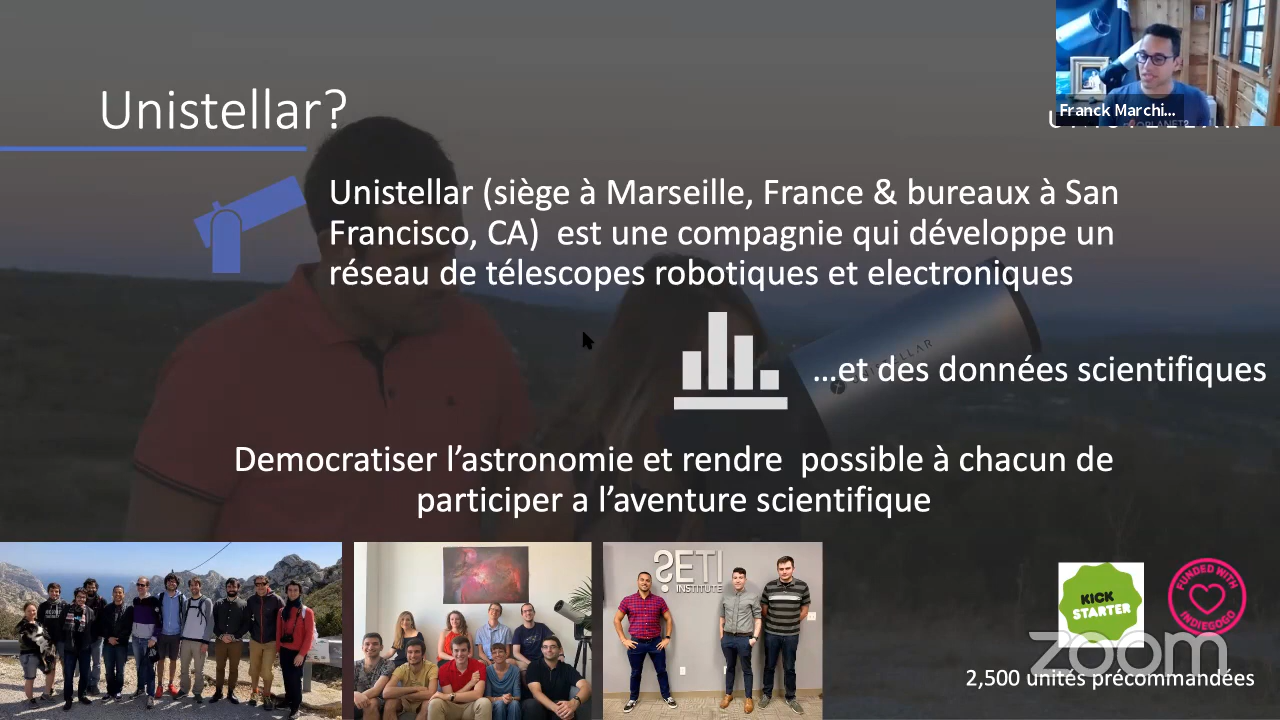 Franck Marchi...
Unistellar?
Unistellar (siège à Marseille, France & bureaux à San
Francisco, CA)  est une compagnie qui développe un
réseau de télescopes robotiques et electroniques
UNISTELLAR
...et des données scientifiques
Democratiser l’astronomie et rendre  possible à chacun de
participer a l’aventure scientifique
SETI
INSTITUTE
KICK
STARTER
FUNDED WITH
INDIEGOGO
zoom
2,500 unités précommandées